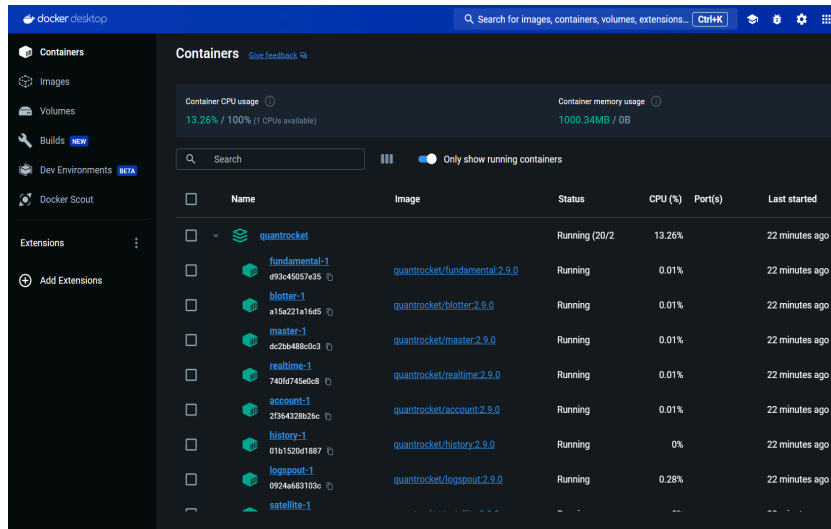 docker desktop
Search for images, containers, volumes, extensions... Ctrl+K
Containers
Images
Volumes
Builds NEW
Dev Environments BETA
Docker Scout
Extensions
Add Extensions
Containers Give feedback
Container CPU usage
13.26% / 100% (1 CPUs available)
Container memory usage
1000.34MB / 0B
Search
Only show running containers
Name Image Status CPU (%) Port(s) Last started
quantrocket Running (20/2 13.26% 22 minutes ago
fundamental-1
d93c45057e35
quantrocket/fundamental:2.9.0 Running 0.01% 22 minutes ago
blotter-1
a15a221a16d5
quantrocket/blotter:2.9.0 Running 0.01% 22 minutes ago
master-1
dc2bb488c0c3
quantrocket/master:2.9.0 Running 0.01% 22 minutes ago
realtime-1
740fd745e0c8
quantrocket/realtime:2.9.0 Running 0.01% 22 minutes ago
account-1
2f364328b26c
quantrocket/account:2.9.0 Running 0.01% 22 minutes ago
history-1
01b1520d1887
quantrocket/history:2.9.0 Running 0% 22 minutes ago
logspout-1
0924a683103c
quantrocket/logspout:2.9.0 Running 0.28% 22 minutes ago
satellite-1